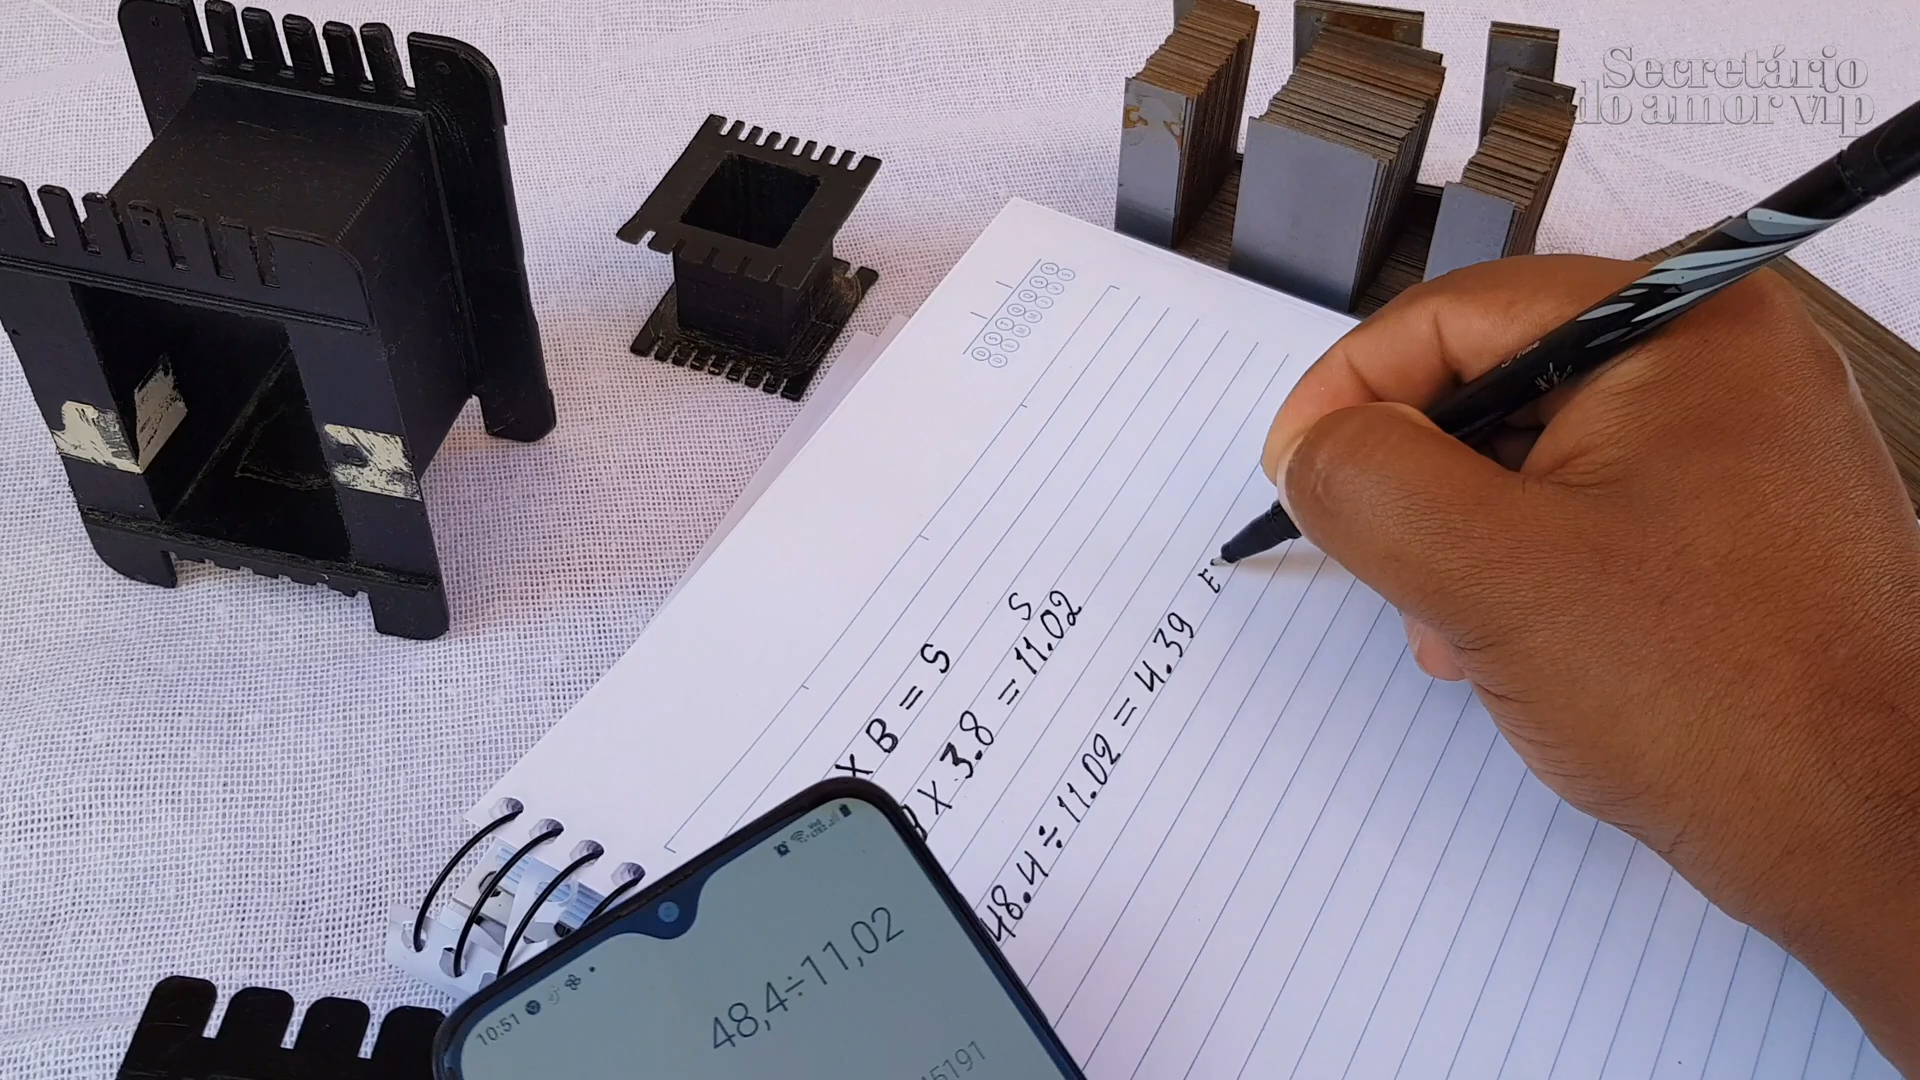 Secretário
do amor vip
X B = S
S
X 3.8 = 11.02
48.4 ÷ 11.02 = 4.39 E
10:51
48,4÷11,02
5191